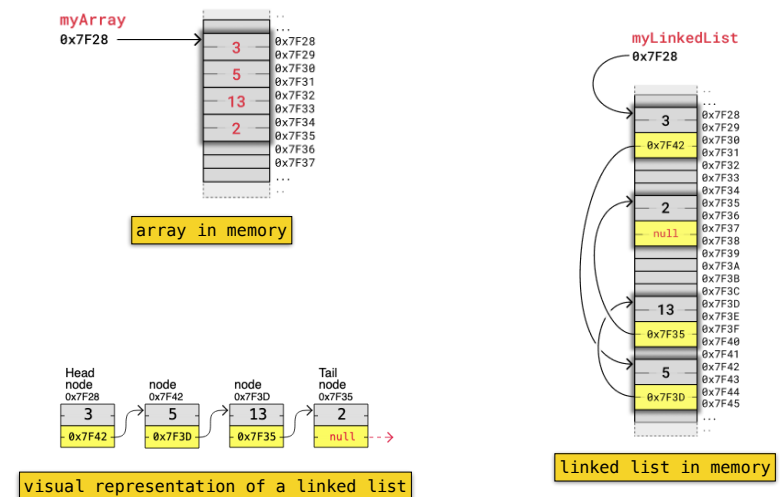 myArray
0x7F28
..
...
3
5
13
2
0x7F28
0x7F29
0x7F30
0x7F31
0x7F32
0x7F33
0x7F34
0x7F35
0x7F36
0x7F37
...
..
array in memory
myLinkedList
0x7F28
..
...
3
0x7F42
2
null
13
0x7F35
5
0x7F3D
0x7F28
0x7F29
0x7F30
0x7F31
0x7F32
0x7F33
0x7F34
0x7F35
0x7F36
0x7F37
0x7F38
0x7F39
0x7F3A
0x7F3B
0x7F3C
0x7F3D
0x7F3E
0x7F3F
0x7F40
0x7F41
0x7F42
0x7F43
0x7F44
0x7F45
...
..
linked list in memory
Head
node
0x7F28
3
0x7F42
node
0x7F42
5
0x7F3D
node
0x7F3D
13
0x7F35
Tail
node
0x7F35
2
null
visual representation of a linked list